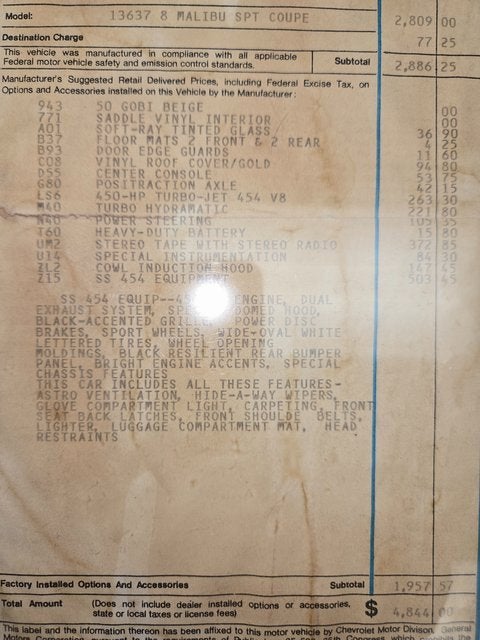 Model: 13637 8 MALIBU SPT COUPE 2,809 00
Destination Charge 77 25
This vehicle was manufactured in compliance with all applicable
Federal motor vehicle safety and emission control standards. Subtotal 2,886 25
Manufacturer's Suggested Retail Delivered Prices, including Federal Excise Tax, on
Options and Accessories installed on this Vehicle by the Manufacturer:
943 50 GOBI BEIGE 00
771 SADDLE VINYL INTERIOR 00
A01 SOFT-RAY TINTED GLASS 36 90
B37 FLOOR MATS 2 FRONT & 2 REAR 4 25
B93 DOOR EDGE GUARDS 11 60
C08 VINYL ROOF COVER/GOLD 94 80
D55 CENTER CONSOLE 53 75
G80 POSITRACTION AXLE 42 15
LS6 450-HP TURBO-JET 454 V8 263 30
M40 TURBO HYDRAMATIC 221 80
N40 POWER STEERING 105 35
T60 HEAVY-DUTY BATTERY 15 80
UM2 STEREO TAPE WITH STEREO RADIO 372 85
U14 SPECIAL INSTRUMENTATION 84 30
ZL2 COWL INDUCTION HOOD 147 45
Z15 SS 454 EQUIPMENT 503 45
SS 454 EQUIP-- ENGINE, DUAL
EXHAUST SYSTEM, DOMED HOOD,
BLACK-ACCENTED GRILLE, POWER DISC
BRAKES, SPORT WHEELS, WIDE-OVAL WHITE
LETTERED TIRES, WHEEL OPENING
MOLDINGS, BLACK RESILIENT REAR BUMPER
PANEL, BRIGHT ENGINE ACCENTS, SPECIAL
CHASSIS FEATURES
THIS CAR INCLUDES ALL THESE FEATURES-
ASTRO VENTILATION, HIDE-A-WAY WIPERS,
GLOVE COMPARTMENT LIGHT, CARPETING, FRONT
SEAT BACK LATCHES, FRONT SHOULDE BELTS,
LIGHTER, LUGGAGE COMPARTMENT MAT, HEAD
RESTRAINTS
Factory Installed Options And Accessories Subtotal 1,957 57
Total Amount (Does not include dealer installed options or accessories,
state or local taxes or license fees) $ 4,844 00
This label and the information thereon has been affixed to this motor vehicle by Chevrolet Motor Divison, General